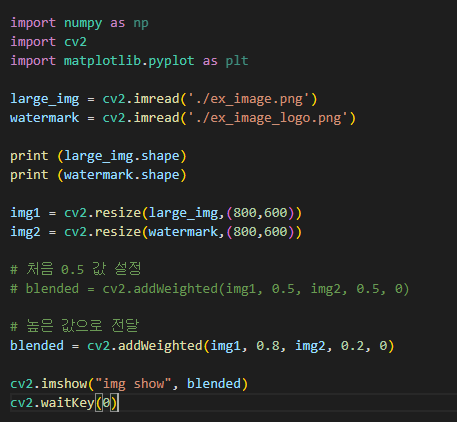 import numpy as np
import cv2
import matplotlib.pyplot as plt
large_img = cv2.imread('./ex_image.png')
watermark = cv2.imread('./ex_image_logo.png')
print (large_img.shape)
print (watermark.shape)
img1 = cv2.resize(large_img,(800,600))
img2 = cv2.resize(watermark,(800,600))
# 처음 0.5 값 설정
# blended = cv2.addWeighted(img1, 0.5, img2, 0.5, 0)
# 높은 값으로 전달
blended = cv2.addWeighted(img1, 0.8, img2, 0.2, 0)
cv2.imshow("img show", blended)
cv2.waitKey(0)